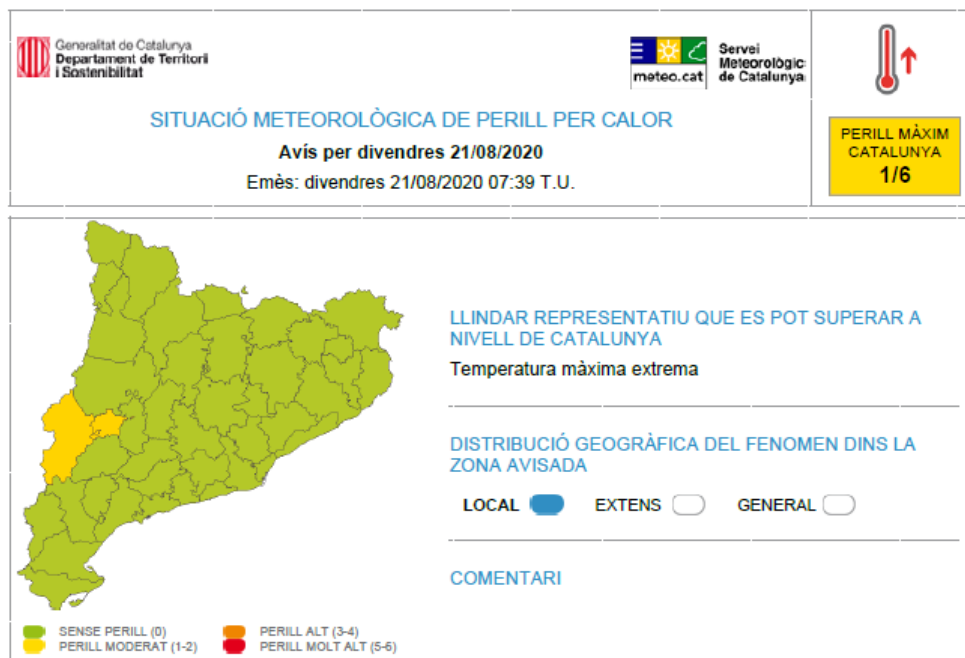 Generalitat de Catalunya
Departament de Territori
i Sostenibilitat
meteo.cat
Servei
Meteorològic
de Catalunya
SITUACIÓ METEOROLÒGICA DE PERILL PER CALOR
Avís per divendres 21/08/2020
Emès: divendres 21/08/2020 07:39 T.U.
PERILL MÀXIM
CATALUNYA
1/6
LLINDAR REPRESENTATIU QUE ES POT SUPERAR A
NIVELL DE CATALUNYA
Temperatura màxima extrema
DISTRIBUCIÓ GEOGRÀFICA DEL FENOMEN DINS LA
ZONA AVISADA
LOCAL EXTENS GENERAL
COMENTARI
SENSE PERILL (0) PERILL ALT (3-4)
PERILL MODERAT (1-2) PERILL MOLT ALT (5-6)